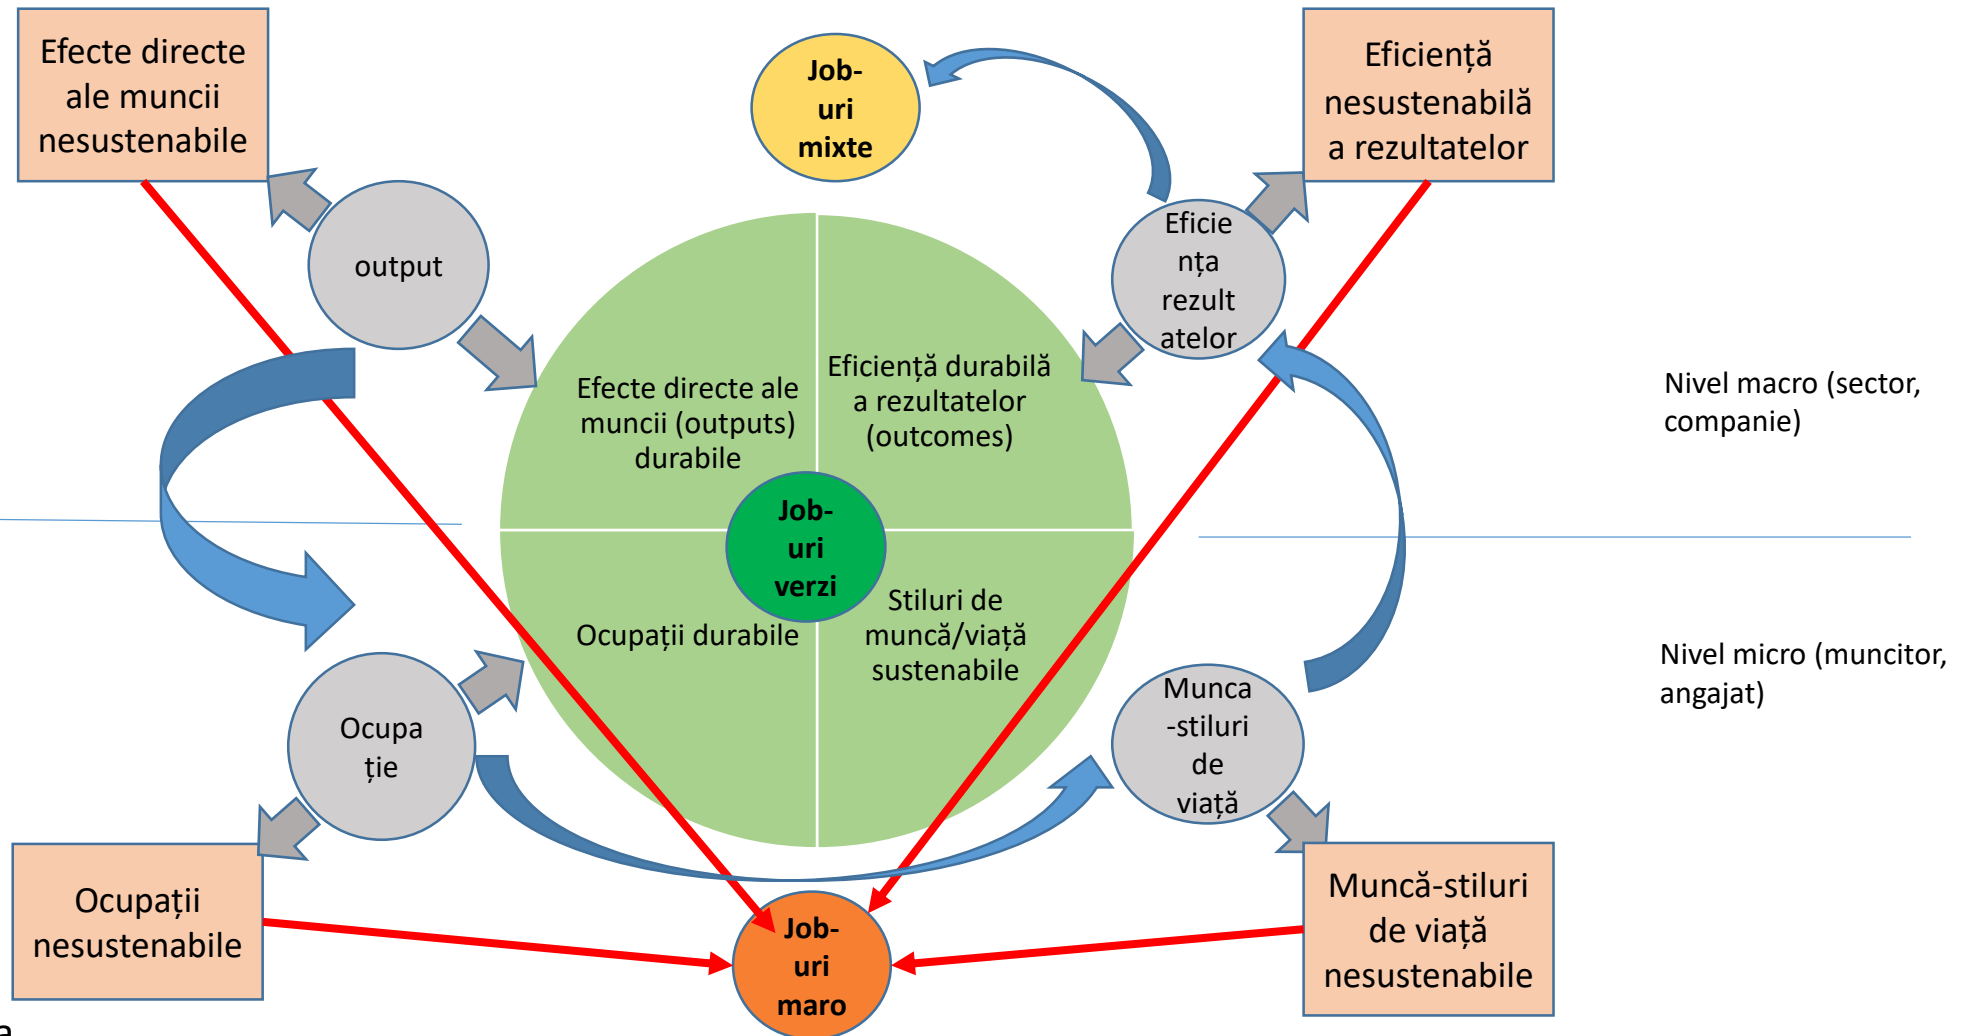 Efecte directe
ale muncii
nesustenabile
Job-
uri
mixte
Eficiență
nesustenabilă
a rezultatelor
output
Eficie
nța
rezult
atelor
Efecte directe ale
muncii (outputs)
durabile
Eficiență durabilă
a rezultatelor
(outcomes)
Nivel macro (sector,
companie)
Job-
uri
verzi
Ocupații durabile
Stiluri de
muncă/viață
sustenabile
Nivel micro (muncitor,
angajat)
Ocupa
ție
Munca
-stiluri
de
viață
Ocupații
nesustenabile
Job-
uri
maro
Muncă-stiluri
de viață
nesustenabile